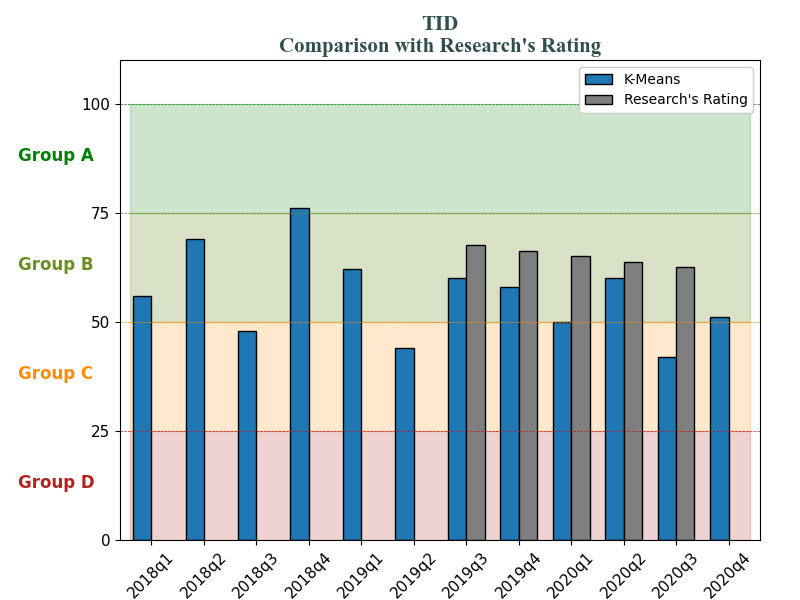 TID
Comparison with Research's Rating
K-Means
Research's Rating
100
Group A
75
Group B
50
Group C
25
Group D
0
2018q1
2018q2
2018q3
2018q4
2019q1
2019q2
2019q3
2019q4
2020q1
2020q2
2020q3
2020q4